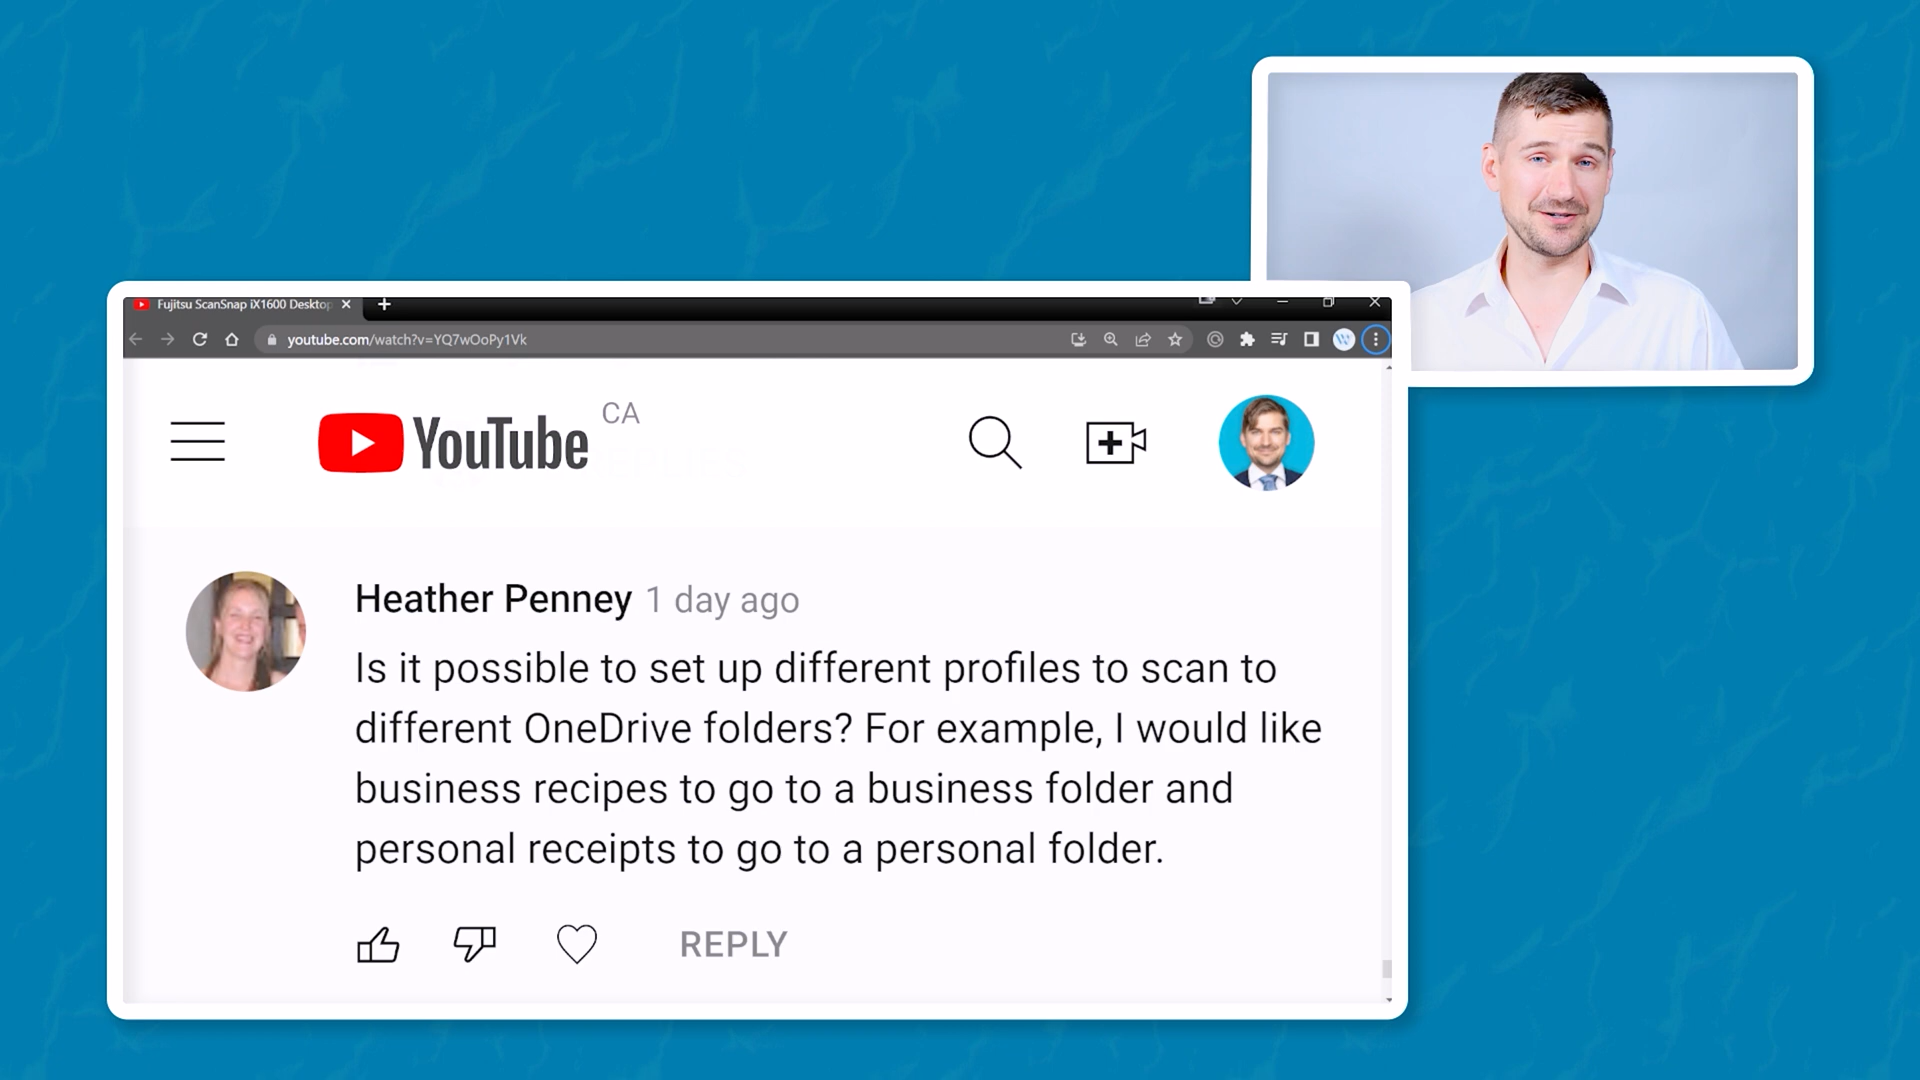 Fujitsu ScanSnap iX1600 Desktop
youtube.com/watch?v=YQ7wOoPy1Vk
YouTube CA
Heather Penney 1 day ago
Is it possible to set up different profiles to scan to
different OneDrive folders? For example, I would like
business recipes to go to a business folder and
personal receipts to go to a personal folder.
REPLY